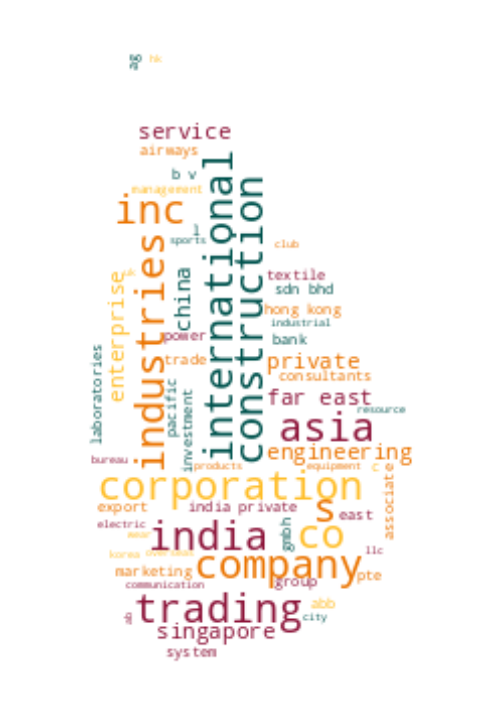 ag
hk
service
airways
b v
management
inc
international
construction
l
sports
industries
club
china
textile
enterprise
sdn bhd
hong kong
industrial
power
bank
laboratories
trade
private
consultants
pacific
investment
far east
resource
asia
engineering
bureau
products
equipment
c
corporation
associate
export
india private
s
east
electric
wear
india
gmbh
co
korea
overseas
llc
company
marketing
pte
communication
group
trading
abb
ab
city
singapore
system